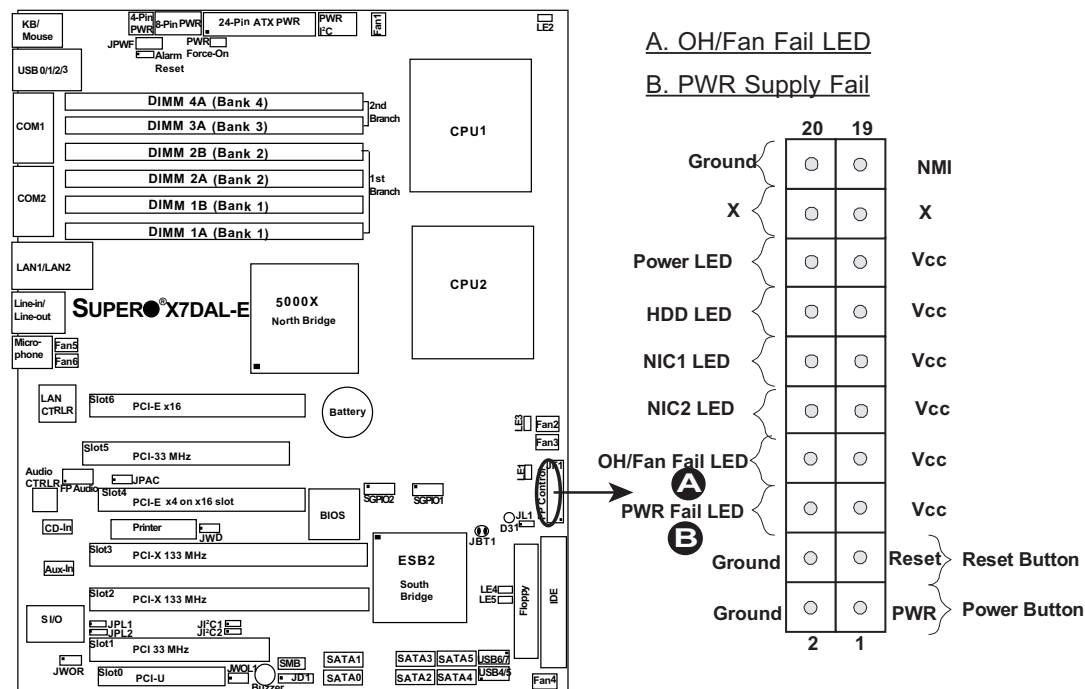 KB/
Mouse
4-Pin
PWR
8-Pin PWR
24-Pin ATX PWR
PWR
I²C
Fan1
LE2
JPWF
PWR
Force-On
Alarm
Reset
USB 0/1/2/3
COM1
COM2
DIMM 4A (Bank 4)
DIMM 3A (Bank 3)
DIMM 2B (Bank 2)
DIMM 2A (Bank 2)
DIMM 1B (Bank 1)
DIMM 1A (Bank 1)
2nd
Branch
1st
Branch
CPU1
CPU2
LAN1/LAN2
Line-in/
Line-out
SUPER®X7DAL-E
5000X
North Bridge
Micro-
phone
Fan5
Fan6
LAN
CTRLR
Slot6
PCI-E x16
Battery
LE3
Fan2
Fan3
Slot5
PCI-33 MHz
LE1
JF1
FP Control
Audio
CTRLR
FP Audio
JPAC
Slot4
PCI-E x4 on x16 slot
BIOS
SGPIO2
SGPIO1
CD-In
Printer
JWD
JL1
D31
JBT1
Slot3
PCI-X 133 MHz
Aux-In
ESB2
South
Bridge
Slot2
PCI-X 133 MHz
LE4
LE5
Floppy
IDE
S I/O
JPL1
JPL2
JI²C1
JI²C2
Slot1
PCI 33 MHz
JWOR
Slot0
PCI-U
JWOL1
Buzzer
SMB
JD1
SATA1
SATA0
SATA3
SATA5
USB6/7
SATA2
SATA4
USB4/5
Fan4
A. OH/Fan Fail LED
B. PWR Supply Fail
20 19
Ground NMI
X X
Power LED Vcc
HDD LED Vcc
NIC1 LED Vcc
NIC2 LED Vcc
OH/Fan Fail LED Vcc
A
PWR Fail LED Vcc
B
Ground Reset Reset Button
Ground PWR Power Button
2 1